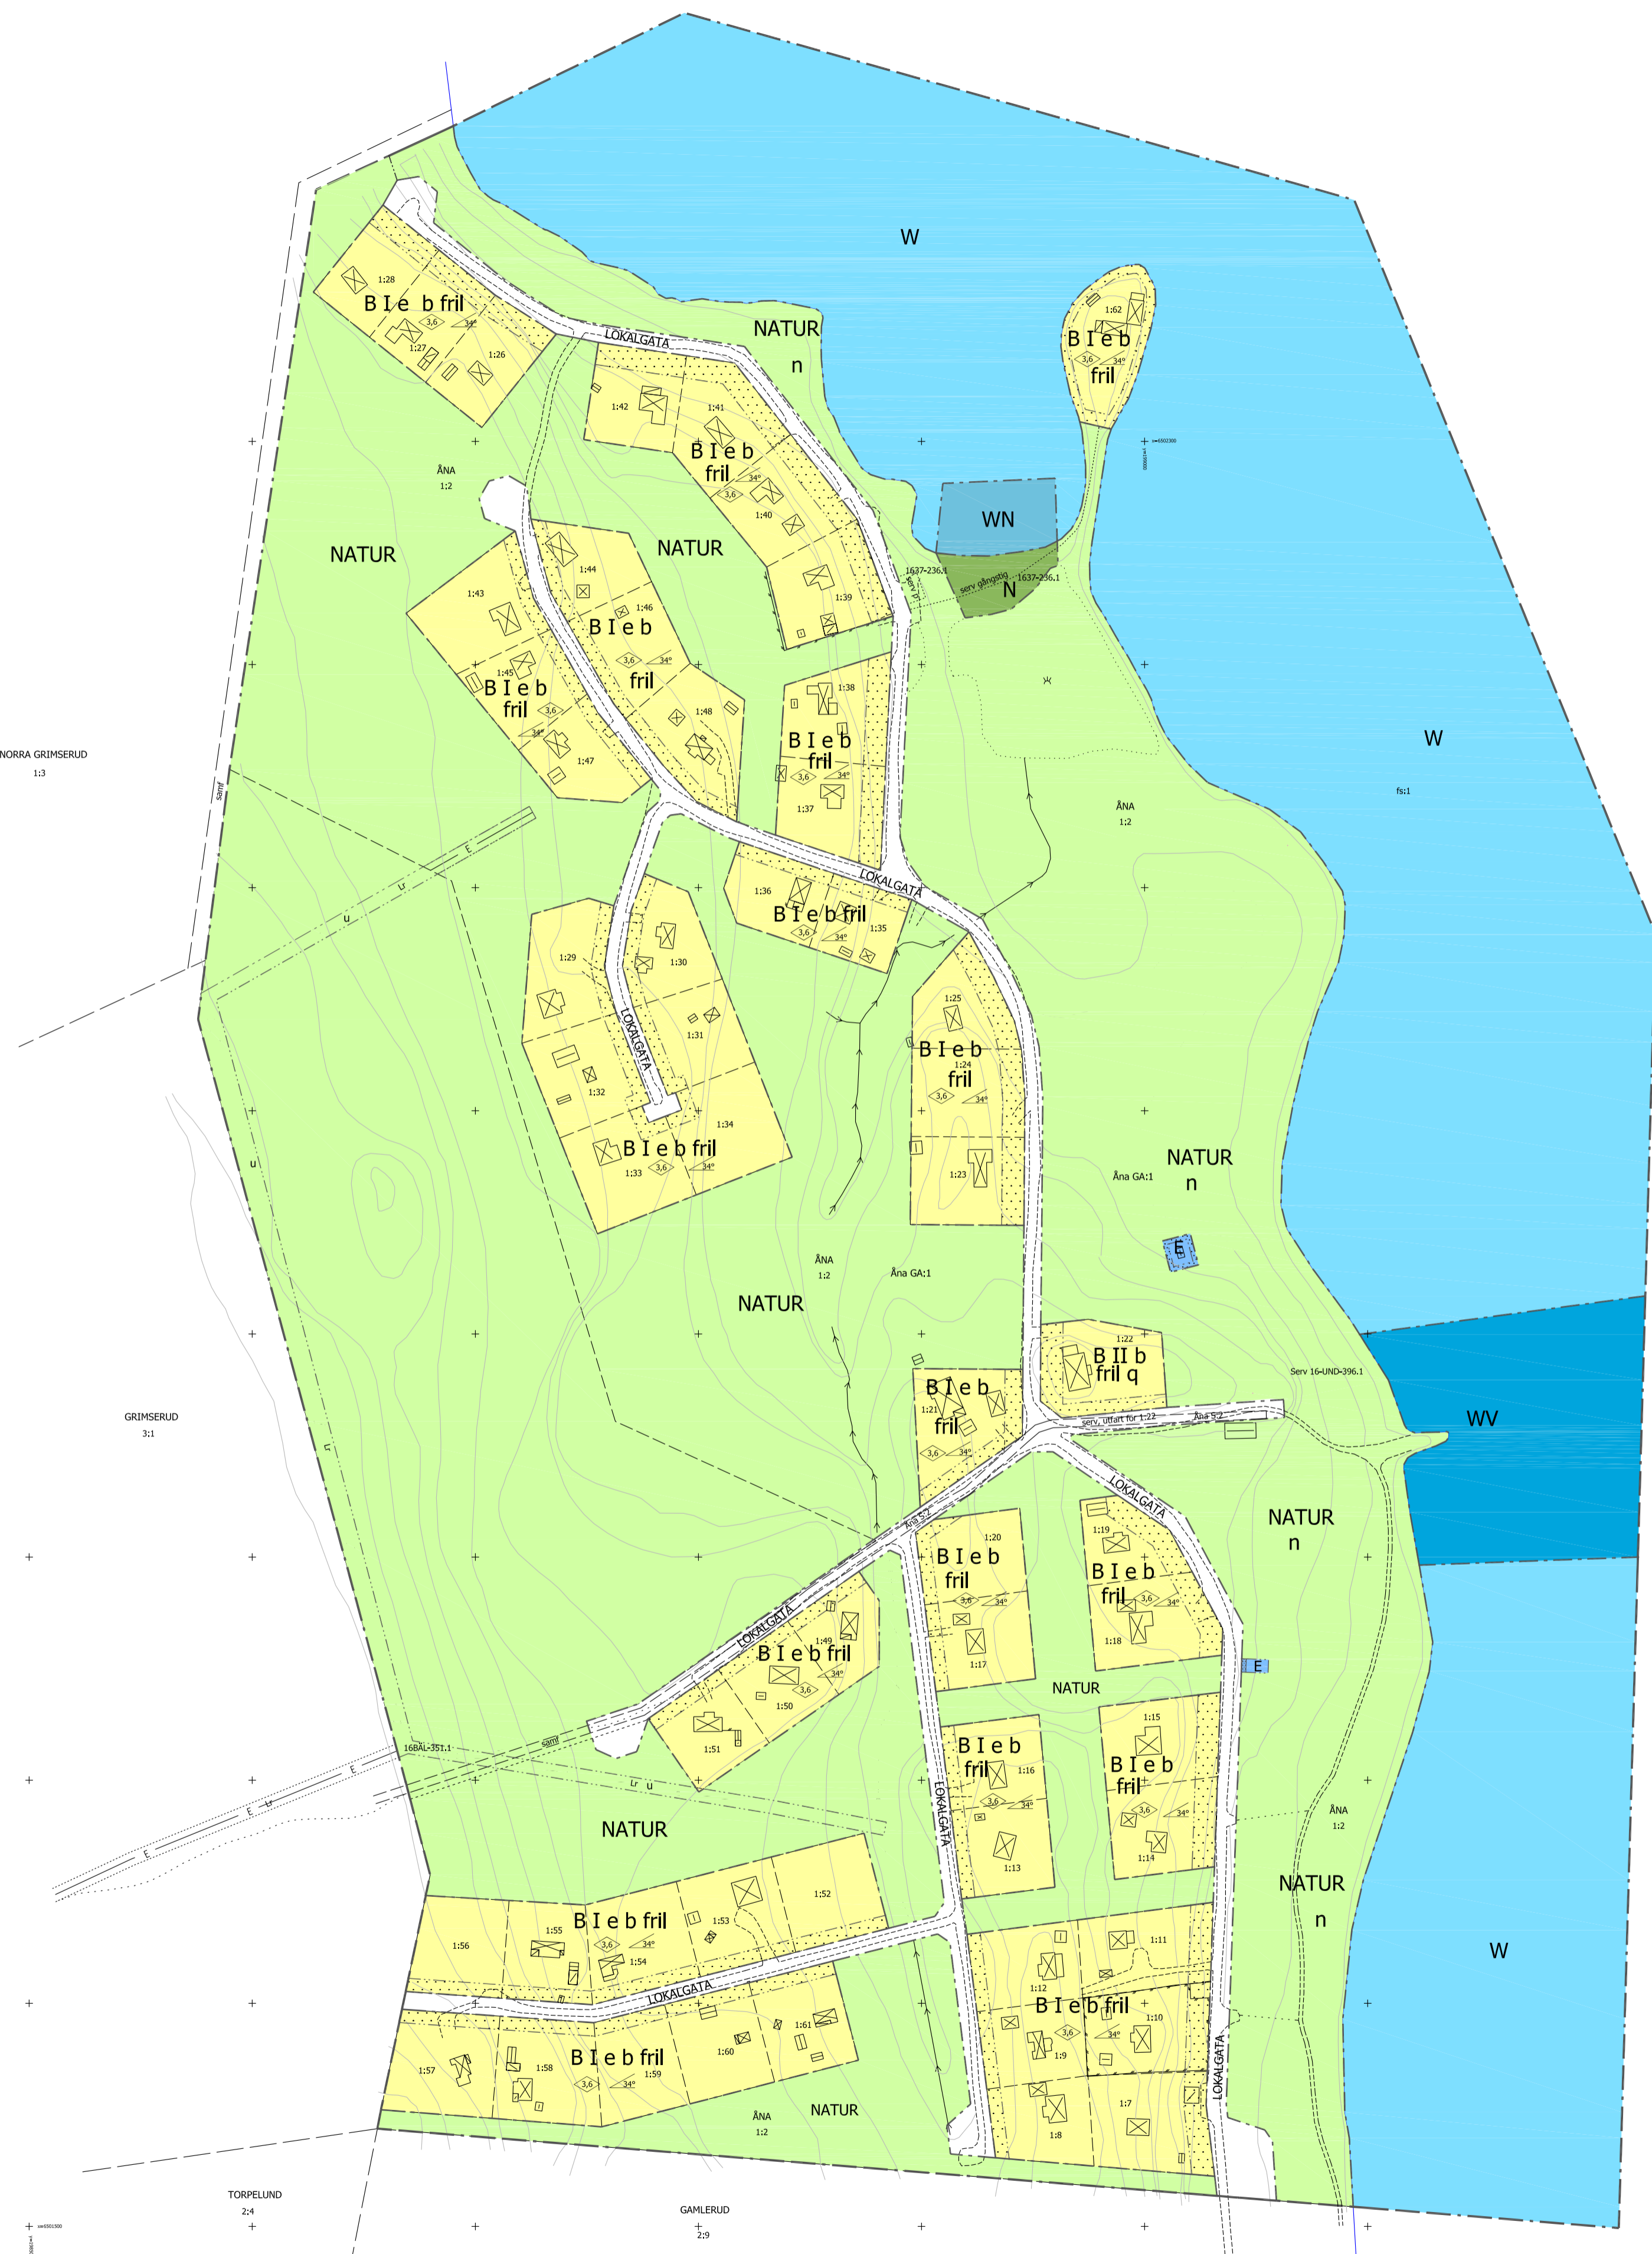 W
1:28
B I e b fril
3,6
34°
1:27
1:26
LOKALGATA
NATUR
n
1:62
B I e b
3,6
34°
fril
1:42
1:41
B I e b
fril
34°
3,6
1:40
x=6502300
ÅNA
1:2
WN
NATUR
NATUR
1637-236.1
serv gångstig
1637-236.1
N
1:44
1:43
1:46
1:39
B I e b
3,6
34°
fril
1:45
B I e b
fril
3,6
34°
1:47
1:48
1:38
B I e b
fril
3,6
34°
1:37
W
fs:1
NORRA GRIMSERUD
1:3
samf
ÅNA
1:2
E
Lr
u
LOKALGATA
1:36
B I e b fril
3,6
34°
1:35
1:29
1:30
1:25
1:31
LOKALGATA
B I e b
1:24
fril
3,6
34°
1:32
1:34
B I e b fril
1:33
3,6
34°
u
1:23
NATUR
n
Åna GA:1
E
ÅNA
1:2
Åna GA:1
NATUR
1:22
B II b
fril q
Serv 16-UND-396.1
B I e b
1:21
fril
3,6
34°
serv, utfart för 1:22
Åna S:2
WV
GRIMSERUD
3:1
Lr
LOKALGATA
Åna S:2
NATUR
n
1:20
B I e b
fril
3,6
34°
1:17
1:19
B I e b
fril
3,6
34°
1:18
LOKALGATA
1:49
B I e b fril
34°
3,6
1:50
1:51
E
NATUR
samf
16BÄL-351.1
E
Lr
E
E
Lr
u
1:15
B I e b
fril
3,6
34°
1:14
B I e b
fril
1:16
3,6
34°
1:13
LOKALGATA
NATUR
ÅNA
1:2
NATUR
n
1:52
1:53
B I e b fril
1:55
3,6
34°
1:54
1:56
W
1:11
1:12
B I e b fril
1:10
3,6
34°
1:9
LOKALGATA
1:61
1:60
B I e b fril
1:59
1:58
3,6
34°
1:57
1:7
1:8
LOKALGATA
NATUR
ÅNA
1:2
TORPELUND
2:4
GAMLERUD
2:9